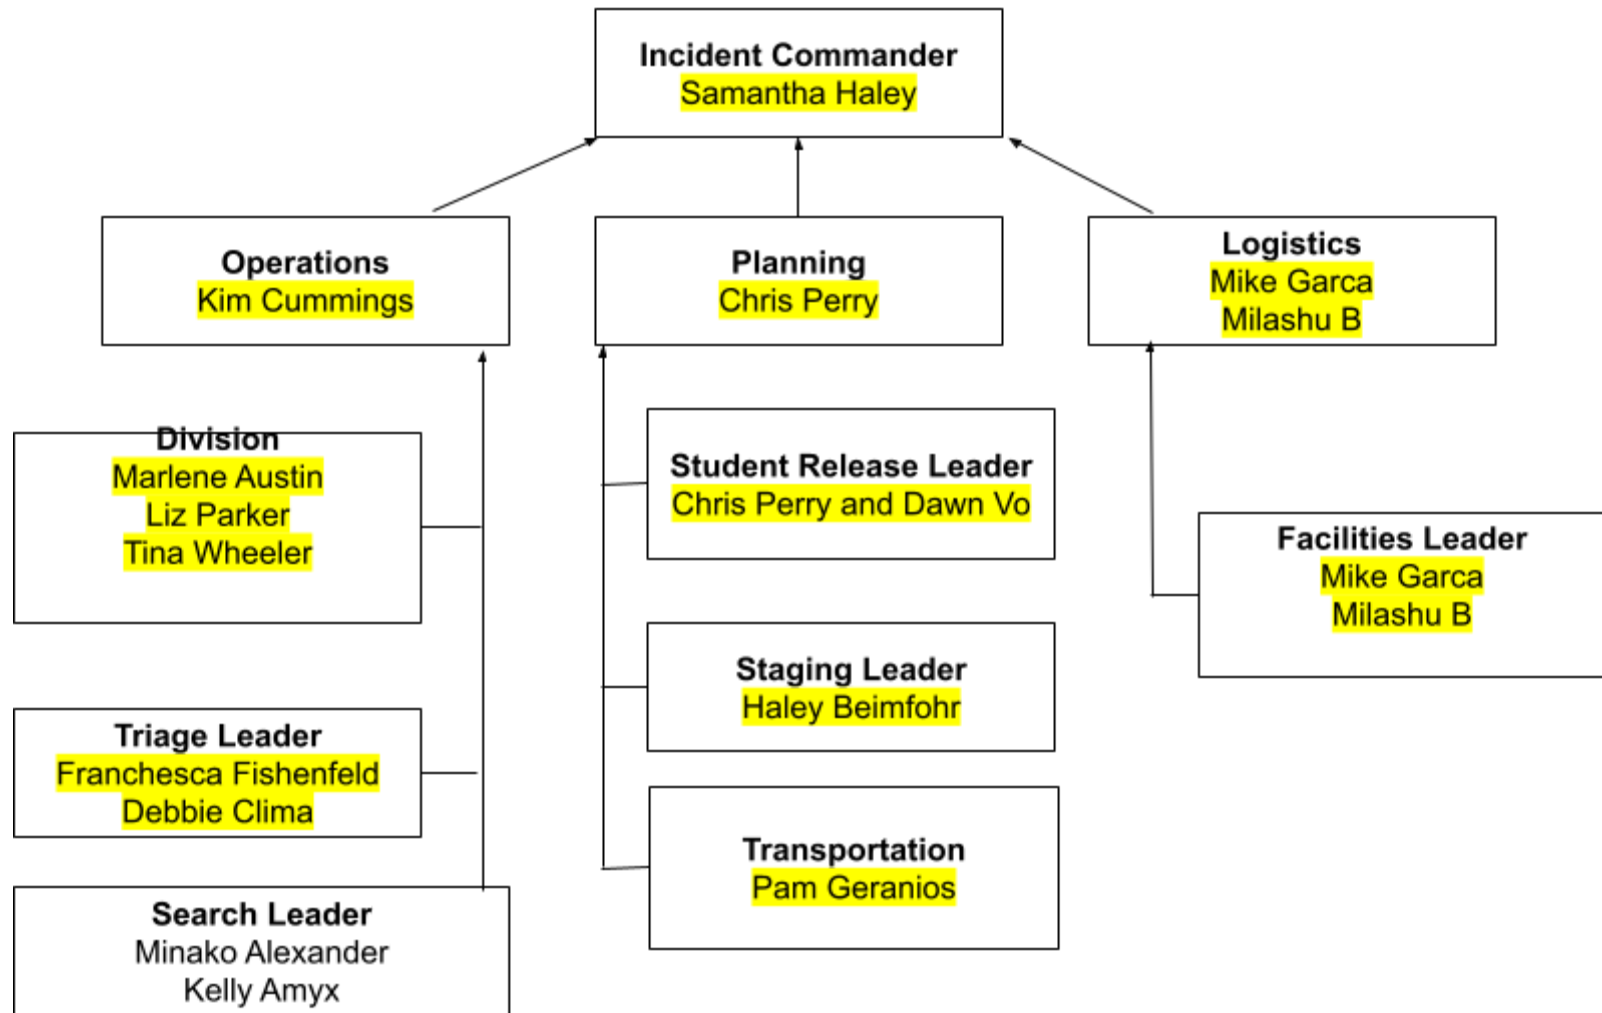 Incident Commander
Samantha Haley
Operations
Kim Cummings
Planning
Chris Perry
Logistics
Mike Garca
Milashu B
Division
Marlene Austin
Liz Parker
Tina Wheeler
Student Release Leader
Chris Perry and Dawn Vo
Facilities Leader
Mike Garca
Milashu B
Staging Leader
Haley Beimfohr
Triage Leader
Franchesca Fishenfeld
Debbie Clima
Transportation
Pam Geranios
Search Leader
Minako Alexander
Kelly Amyx